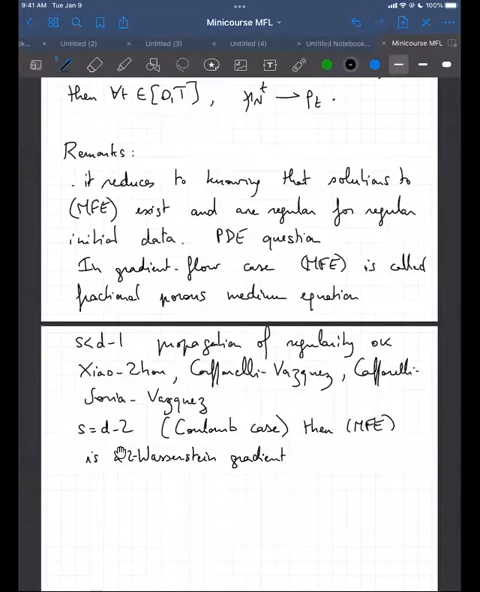 9:41 AM Tue Jan 9
100%
Minicourse MFL
Untitled (2)
Untitled (3)
Untitled (4)
Untitled Notebook...
Minicourse MFL
then ∀t ∈ [0,T], μ_N^t → ρ_t.
Remarks:
. it reduces to knowing that solutions to
(MFE) exist and are regular for regular
initial data. PDE question
In gradient-flow case (MFE) is called
fractional porous medium equation
s<d-1 propagation of regularity ok
Xiao-Zhou, Caffarelli-Vazquez, Caffarelli-
Soria-Vazquez
s=d-2 (Coulomb case) then (MFE)
is 2-Wasserstein gradient